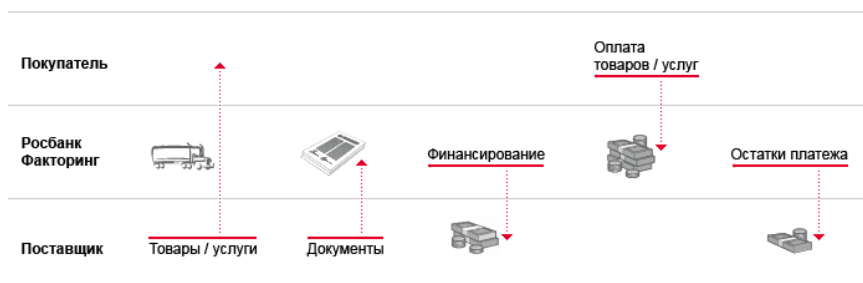 Оплата
товаров / услуг
Покупатель
Росбанк
Факторинг
Финансирование
Остатки платежа
Поставщик
Товары / услуги
Документы